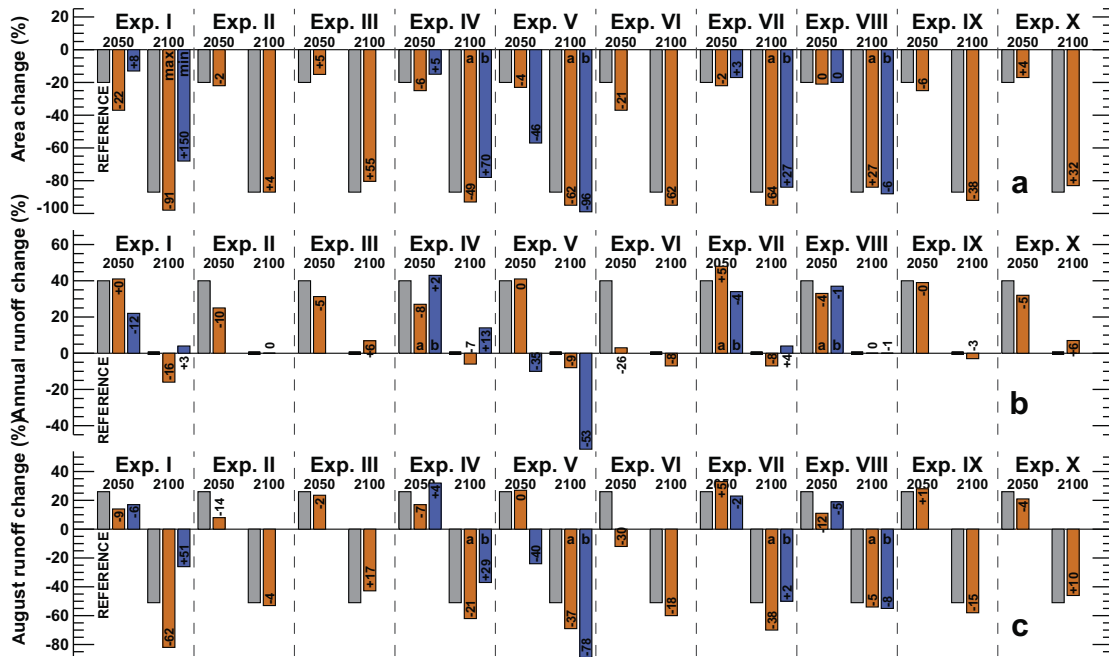 Area change (%)
20
0
-20
-40
-60
-80
-100
Exp. I Exp. II Exp. III Exp. IV Exp. V Exp. VI Exp. VII Exp. VIII Exp. IX Exp. X
2050 2100 2050 2100 2050 2100 2050 2100 2050 2100 2050 2100 2050 2100 2050 2100 2050 2100 2050 2100
REFERENCE
-22 +8 max -91 min +150
-2 +4
+5 +55
-6 +5 a -49 b +70
-4 -46 a -62 b -96
-21 -62
-2 +3 a -64 b +27
0 0 a +27 b -6
-6 -38
+4 +32
a
Annual runoff change (%)
60
40
20
0
-20
-40
Exp. I Exp. II Exp. III Exp. IV Exp. V Exp. VI Exp. VII Exp. VIII Exp. IX Exp. X
2050 2100 2050 2100 2050 2100 2050 2100 2050 2100 2050 2100 2050 2100 2050 2100 2050 2100 2050 2100
REFERENCE
+0 -12 -16 +3
-10 0
-5 +6
-8 a +2 b -7 +13
0 -35 -9 -53
-26 -8
+5 a -4 b -8 +4
-4 a -1 b 0 -1
-0 -3
-5 +6
b
August runoff change (%)
40
20
0
-20
-40
-60
-80
Exp. I Exp. II Exp. III Exp. IV Exp. V Exp. VI Exp. VII Exp. VIII Exp. IX Exp. X
2050 2100 2050 2100 2050 2100 2050 2100 2050 2100 2050 2100 2050 2100 2050 2100 2050 2100 2050 2100
REFERENCE
-9 -6 -62 +51
-14 -4
-2 +17
-7 +4 a -21 b +29
0 -40 a -37 b -78
-30 -18
+5 -2 a -38 b +2
-12 -5 a -5 b -8
+1 -15
-4 +10
c